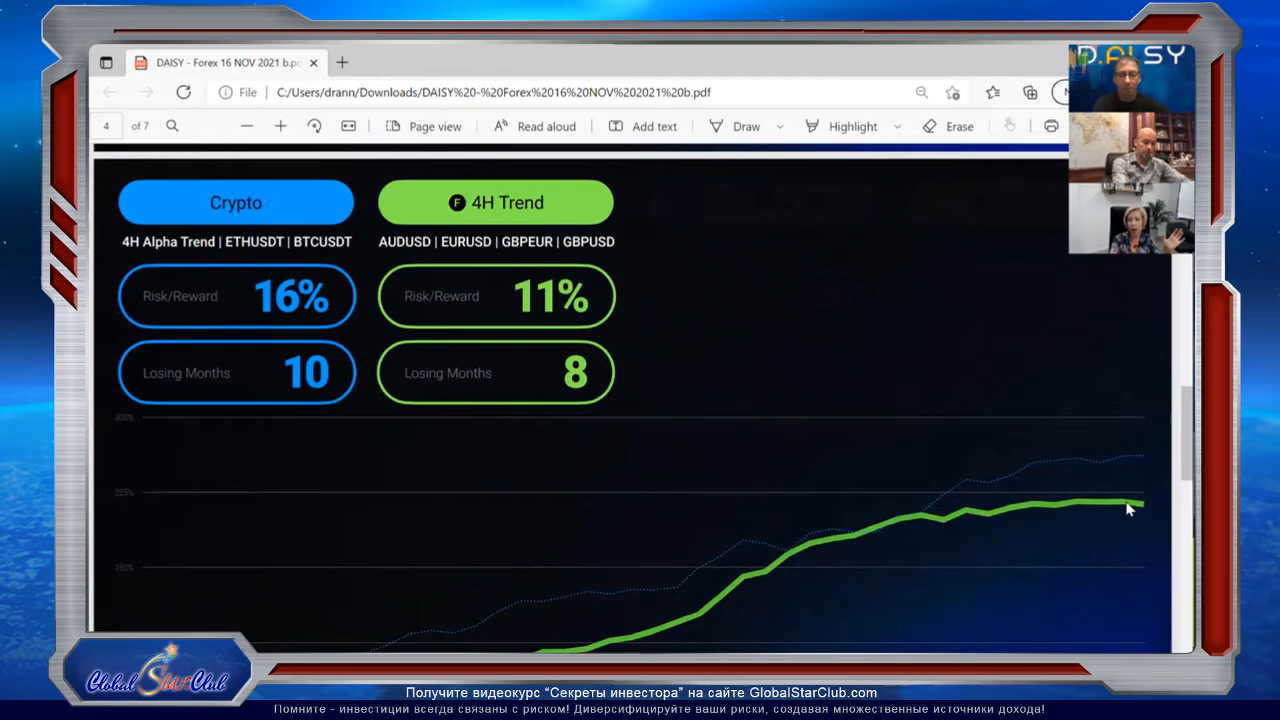 DAISY - Forex 16 NOV 2021 b.pdf
File C:/Users/drann/Downloads/DAISY%20-%20Forex%2016%20NOV%202021%20b.pdf
4 of 7 Page view Read aloud Add text Draw Highlight Erase
D.AI.SY
Crypto
F 4H Trend
4H Alpha Trend | ETHUSDT | BTCUSDT
AUDUSD | EURUSD | GBPEUR | GBPUSD
Risk/Reward 16%
Risk/Reward 11%
Losing Months 10
Losing Months 8
300%
225%
150%
Global Star Club
Получите видеокурс “Секреты инвестора” на сайте GlobalStarClub.com
Помните - инвестиции всегда связаны с риском! Диверсифицируйте ваши риски, создавая множественные источники дохода!